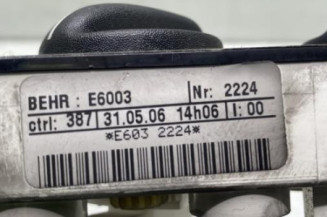 BEHR : E6003 Nr: 2224
ctrl: 387 31.05.06 14h06 I: 00
*E603 2224*